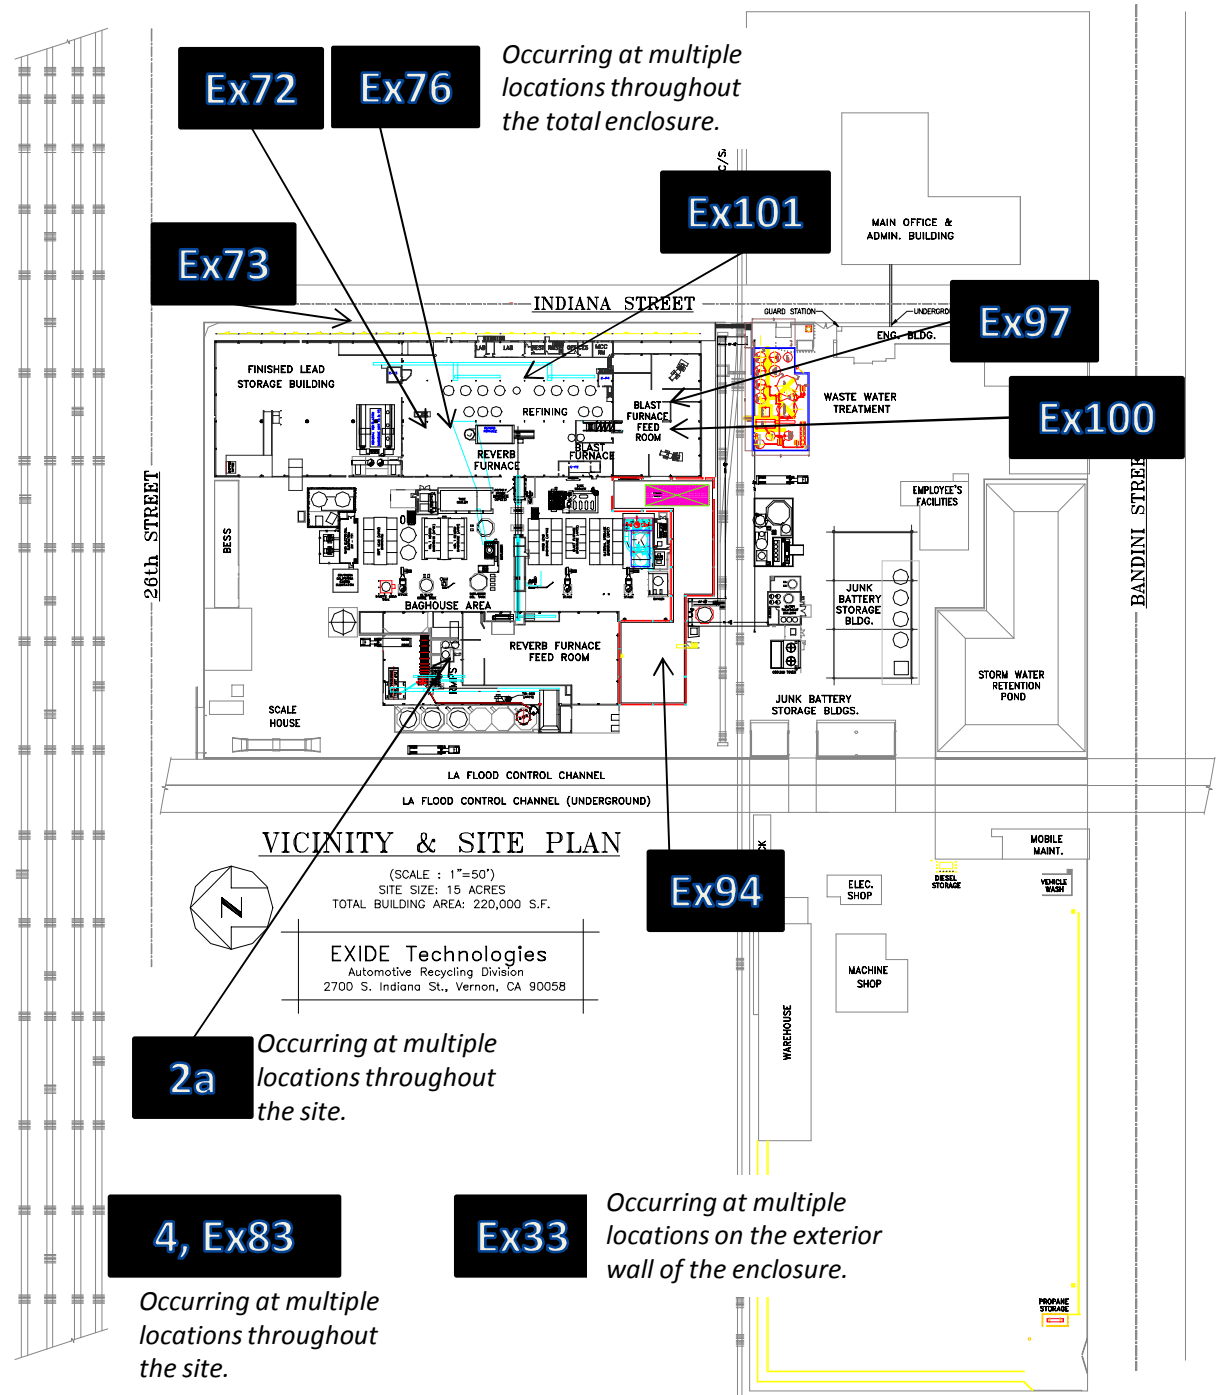 Ex72
Ex76
Occurring at multiple
locations throughout
the total enclosure.
Ex101
MAIN OFFICE &
ADMIN. BUILDING
Ex73
INDIANA STREET
GUARD STATION
Ex97
ENG. BLDG.
FINISHED LEAD
STORAGE BUILDING
LAB
LAB
MCC
RM
REFINING
BLAST
FURNACE
FEED
ROOM
WASTE WATER
TREATMENT
Ex100
REVERB
FURNACE
BLAST
FURNACE
26th STREET
BESS
EMPLOYEE'S
FACILITIES
BANDINI STREE
JUNK
BATTERY
STORAGE
BLDG.
BAGHOUSE AREA
REVERB FURNACE
FEED ROOM
RMPS
STORM WATER
RETENTION
POND
SCALE
HOUSE
JUNK BATTERY
STORAGE BLDGS.
LA FLOOD CONTROL CHANNEL
LA FLOOD CONTROL CHANNEL (UNDERGROUND)
VICINITY & SITE PLAN
(SCALE : 1"=50')
SITE SIZE: 15 ACRES
TOTAL BUILDING AREA: 220,000 S.F.
N
EXIDE Technologies
Automotive Recycling Division
2700 S. Indiana St., Vernon, CA 90058
Ex94
MOBILE
MAINT.
ELEC.
SHOP
DIESEL
STORAGE
VEHICLE
WASH
MACHINE
SHOP
WAREHOUSE
2a
Occurring at multiple
locations throughout
the site.
4, Ex83
Occurring at multiple
locations throughout
the site.
Ex33
Occurring at multiple
locations on the exterior
wall of the enclosure.
PROPANE
STORAGE